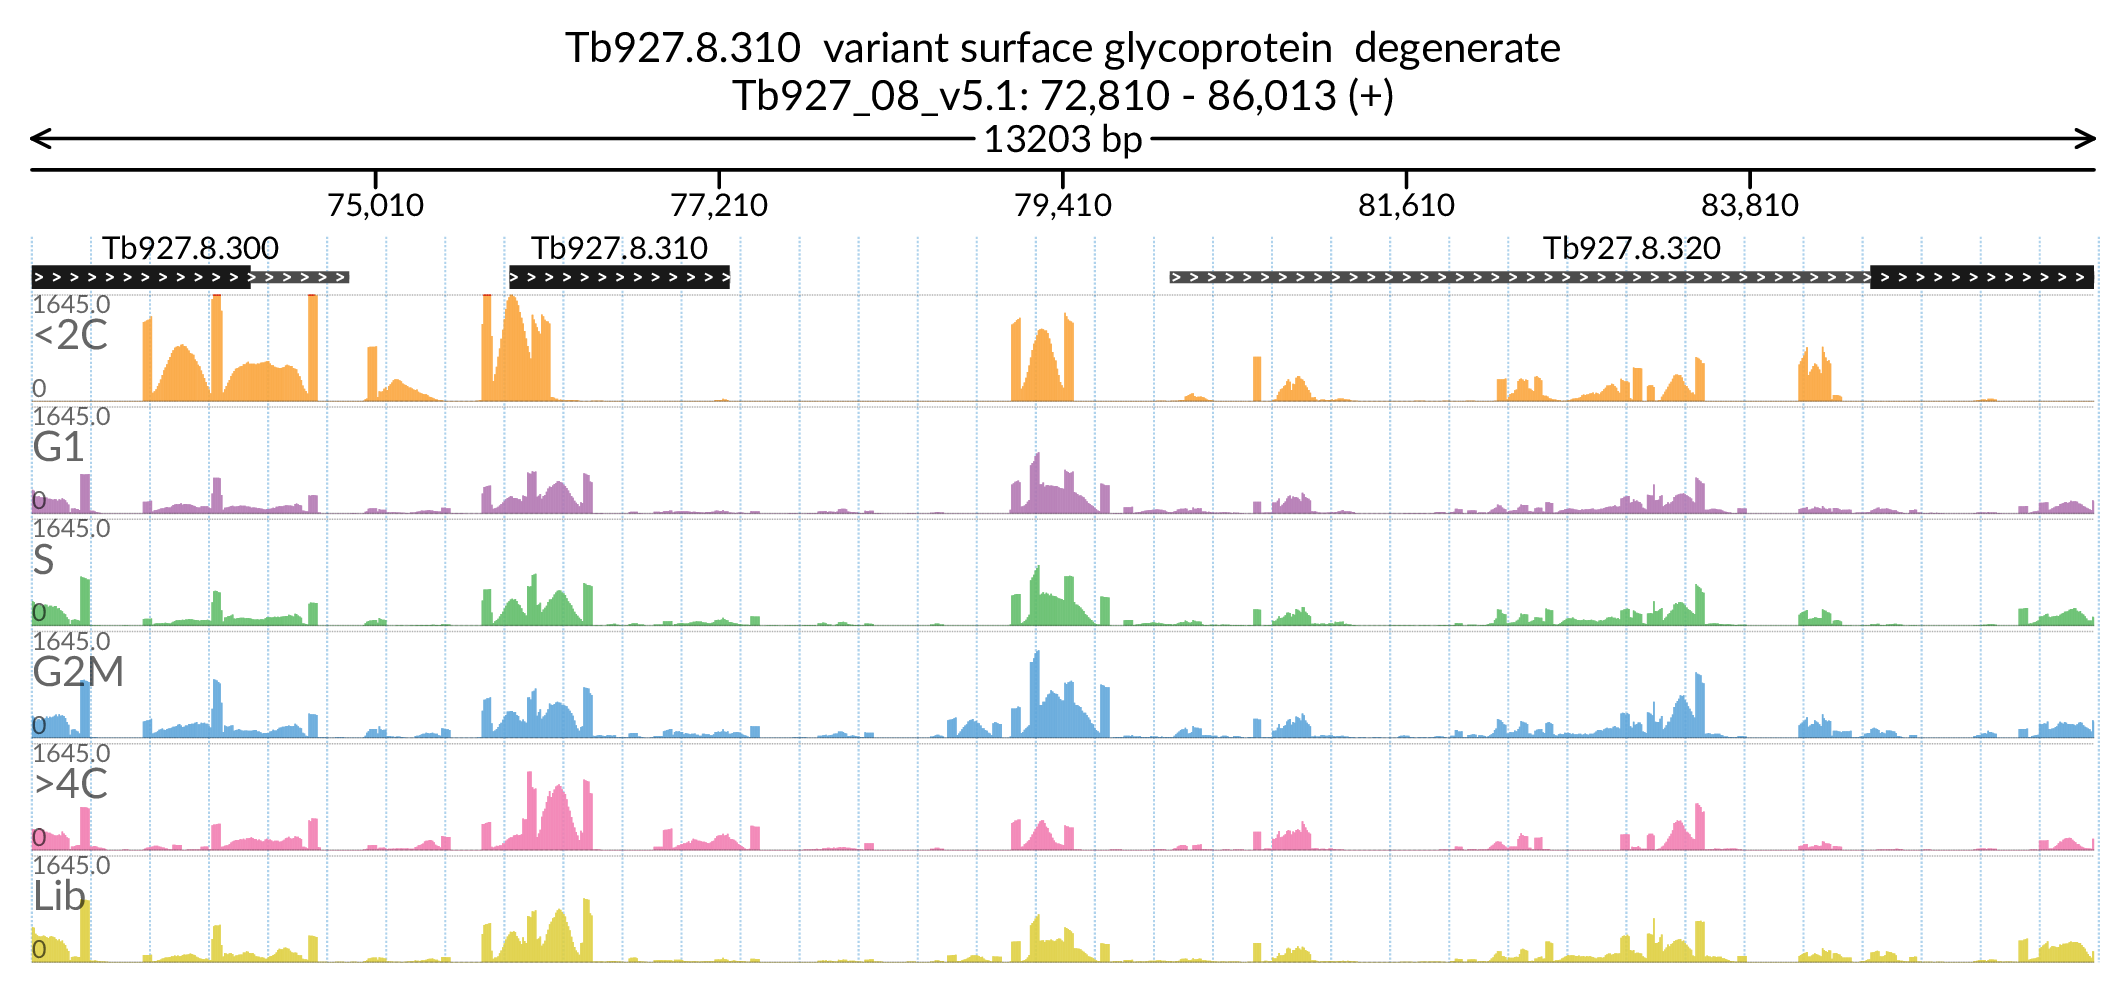 Tb927.8.310  variant surface glycoprotein  degenerate
Tb927_08_v5.1: 72,810 - 86,013 (+)
13203 bp
75,010 77,210 79,410 81,610 83,810
Tb927.8.300 Tb927.8.310 Tb927.8.320
1645.0
<2C
0
1645.0
G1
0
1645.0
S
0
1645.0
G2M
0
1645.0
>4C
0
1645.0
Lib
0